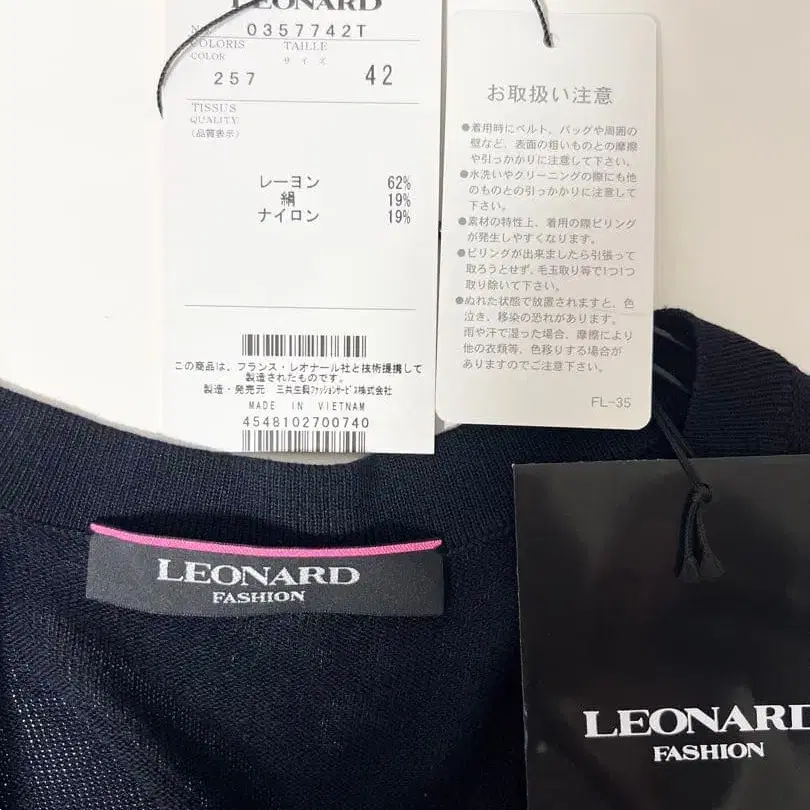 LEONARD
0357742T
COLORIS
COLOR
TAILLE
サイズ
257
42
TISSUS
QUALITY
(品質表示)
レーヨン 62%
絹 19%
ナイロン 19%
この商品は、フランス・レオナール社と技術提携して
製造されたものです。
製造・発売元 三共生興ファッションサービス株式会社
MADE IN VIETNAM
4548102700740
お取扱い注意
●着用時にベルト、バッグや周囲の
壁など、表面の粗いものとの摩擦
や引っかかりに注意して下さい。
●水洗いやクリーニングの際にも他
のものとの引っかかりに注意して
下さい。
●素材の特性上、着用の際ピリング
が発生しやすくなります。
●ピリングが出来ましたら引張って
取ろうとせず、毛玉取り等で1つ1つ
取り除いて下さい。
●ぬれた状態で放置されますと、色
泣き、移染の恐れがあります。
雨や汗で湿った場合、摩擦により
他の衣類等、色移りする場合が
ありますのでご注意下さい。
FL-35
LEONARD
FASHION
LEONARD
FASHION